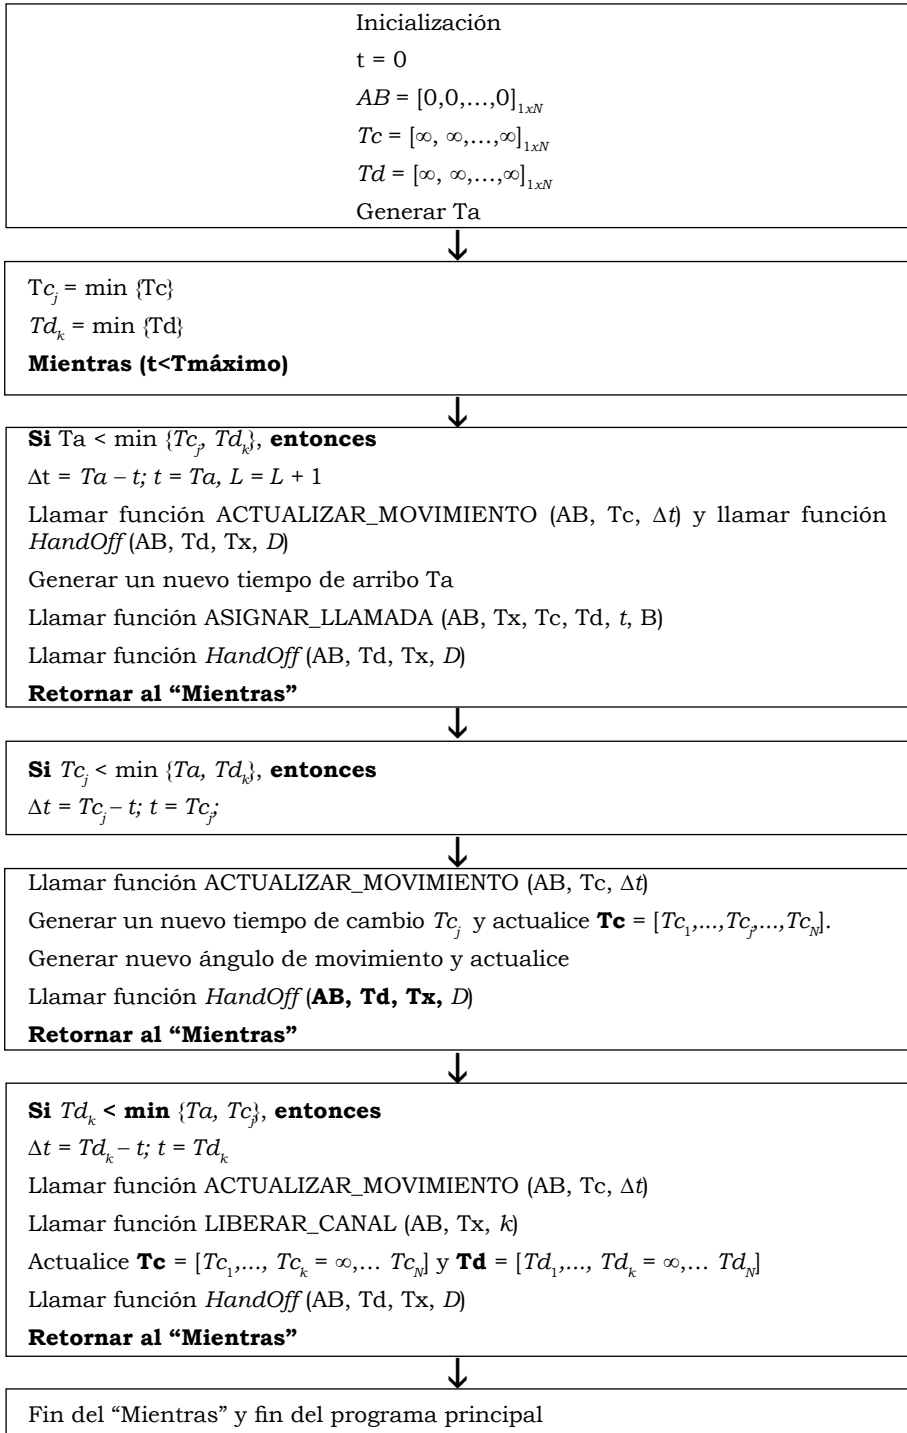 Inicialización
t = 0
AB = [0,0,...,0]1xN
Tc = [∞, ∞,...,∞]1xN
Td = [∞, ∞,...,∞]1xN
Generar Ta
Tcj = min {Tc}
Tdk = min {Td}
Mientras (t<Tmáximo)
Si Ta < min {Tcj, Tdk}, entonces
Δt = Ta – t; t = Ta, L = L + 1
Llamar función ACTUALIZAR_MOVIMIENTO (AB, Tc, Δt) y llamar función
HandOff (AB, Td, Tx, D)
Generar un nuevo tiempo de arribo Ta
Llamar función ASIGNAR_LLAMADA (AB, Tx, Tc, Td, t, B)
Llamar función HandOff (AB, Td, Tx, D)
Retornar al “Mientras”
Si Tcj < min {Ta, Tdk}, entonces
Δt = Tcj – t; t = Tcj;
Llamar función ACTUALIZAR_MOVIMIENTO (AB, Tc, Δt)
Generar un nuevo tiempo de cambio Tcj y actualice Tc = [Tc1,...,Tcj,...,TcN].
Generar nuevo ángulo de movimiento y actualice
Llamar función HandOff (AB, Td, Tx, D)
Retornar al “Mientras”
Si Tdk < min {Ta, Tcj}, entonces
Δt = Tdk – t; t = Tdk
Llamar función ACTUALIZAR_MOVIMIENTO (AB, Tc, Δt)
Llamar función LIBERAR_CANAL (AB, Tx, k)
Actualice Tc = [Tc1,..., Tck = ∞,... TcN] y Td = [Td1,..., Tdk = ∞,... TdN]
Llamar función HandOff (AB, Td, Tx, D)
Retornar al “Mientras”
Fin del “Mientras” y fin del programa principal